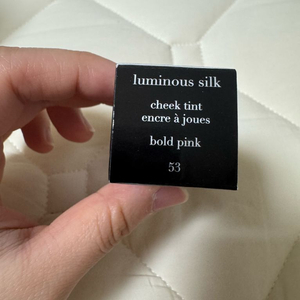 luminous silk
cheek tint
encre à joues
bold pink
53